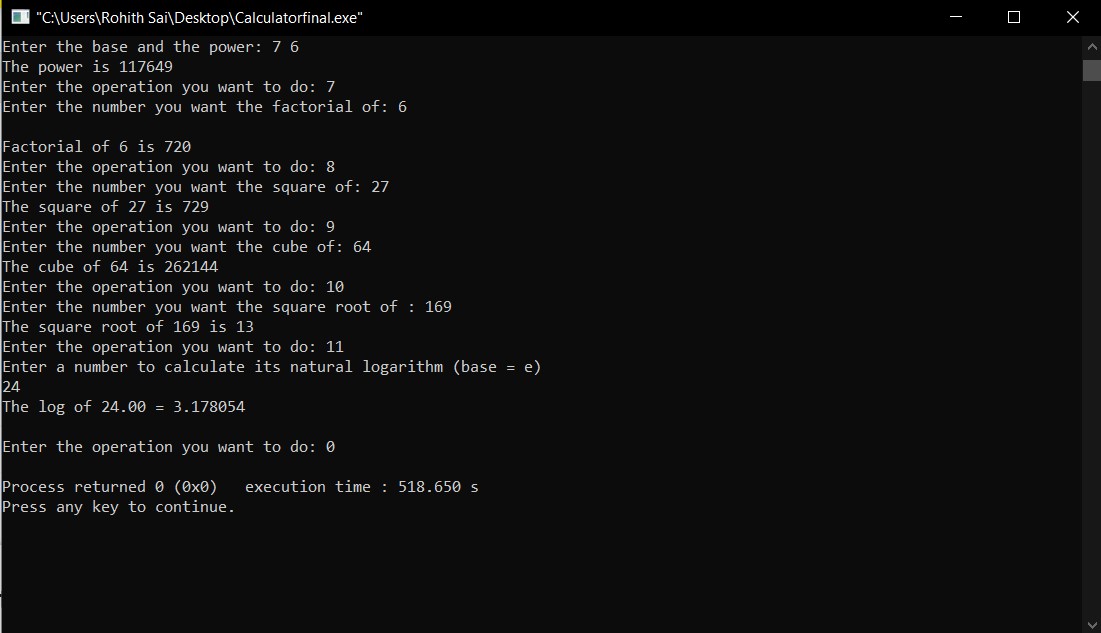 "C:\Users\Rohith Sai\Desktop\Calculatorfinal.exe"
Enter the base and the power: 7 6
The power is 117649
Enter the operation you want to do: 7
Enter the number you want the factorial of: 6
Factorial of 6 is 720
Enter the operation you want to do: 8
Enter the number you want the square of: 27
The square of 27 is 729
Enter the operation you want to do: 9
Enter the number you want the cube of: 64
The cube of 64 is 262144
Enter the operation you want to do: 10
Enter the number you want the square root of : 169
The square root of 169 is 13
Enter the operation you want to do: 11
Enter a number to calculate its natural logarithm (base = e)
24
The log of 24.00 = 3.178054
Enter the operation you want to do: 0
Process returned 0 (0x0)   execution time : 518.650 s
Press any key to continue.